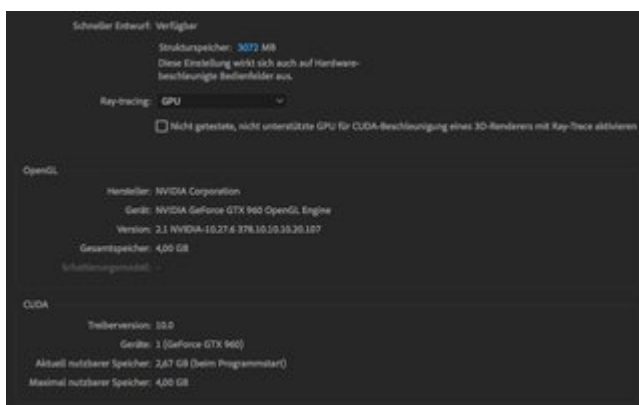 Schneller Entwurf: Verfügbar
Strukturspeicher: 3072 MB
Diese Einstellung wirkt sich auch auf Hardware-
beschleunigte Bedienfelder aus.
Ray-tracing: GPU
Nicht getestete, nicht unterstützte GPU für CUDA-Beschleunigung eines 3D-Renderers mit Ray-Trace aktivieren
OpenGL
Hersteller: NVIDIA Corporation
Gerät: NVIDIA GeForce GTX 960 OpenGL Engine
Version: 2.1 NVIDIA-10.27.6 378.10.10.10.20.107
Gesamtspeicher: 4,00 GB
Schattierungsmodell: -
CUDA
Treiberversion: 10.0
Geräte: 1 (GeForce GTX 960)
Aktuell nutzbarer Speicher: 2,67 GB (beim Programmstart)
Maximal nutzbarer Speicher: 4,00 GB